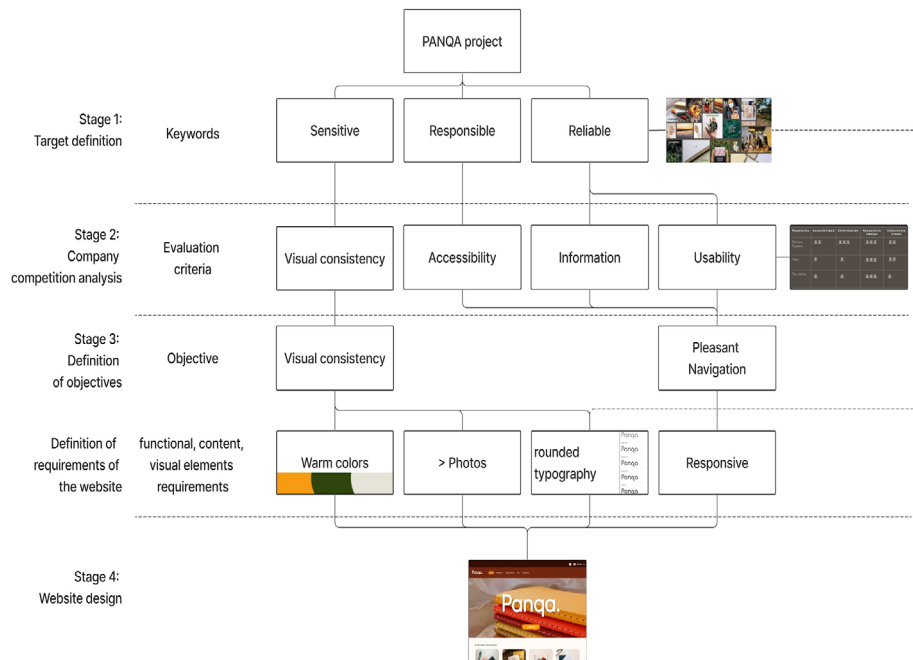 PANQA project
Stage 1:
Target definition
Keywords
Sensitive
Responsible
Reliable
Stage 2:
Company
competition analysis
Evaluation
criteria
Visual consistency
Accessibility
Information
Usability
Stage 3:
Definition
of objectives
Objective
Visual consistency
Pleasant
Navigation
Definition of
requirements of
the website
functional, content,
visual elements
requirements
Warm colors
> Photos
rounded
typography
Panqa
Panqa
Panqa
Panqa
Panqa
Responsive
Stage 4:
Website design
Panqa.
Panqa.